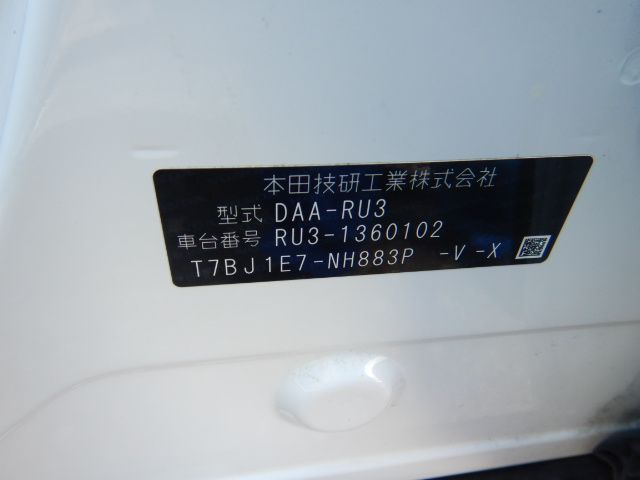 本田技研工業株式会社
型式 DAA-RU3
車台番号 RU3-1360102
T7BJ1E7-NH883P -V -X